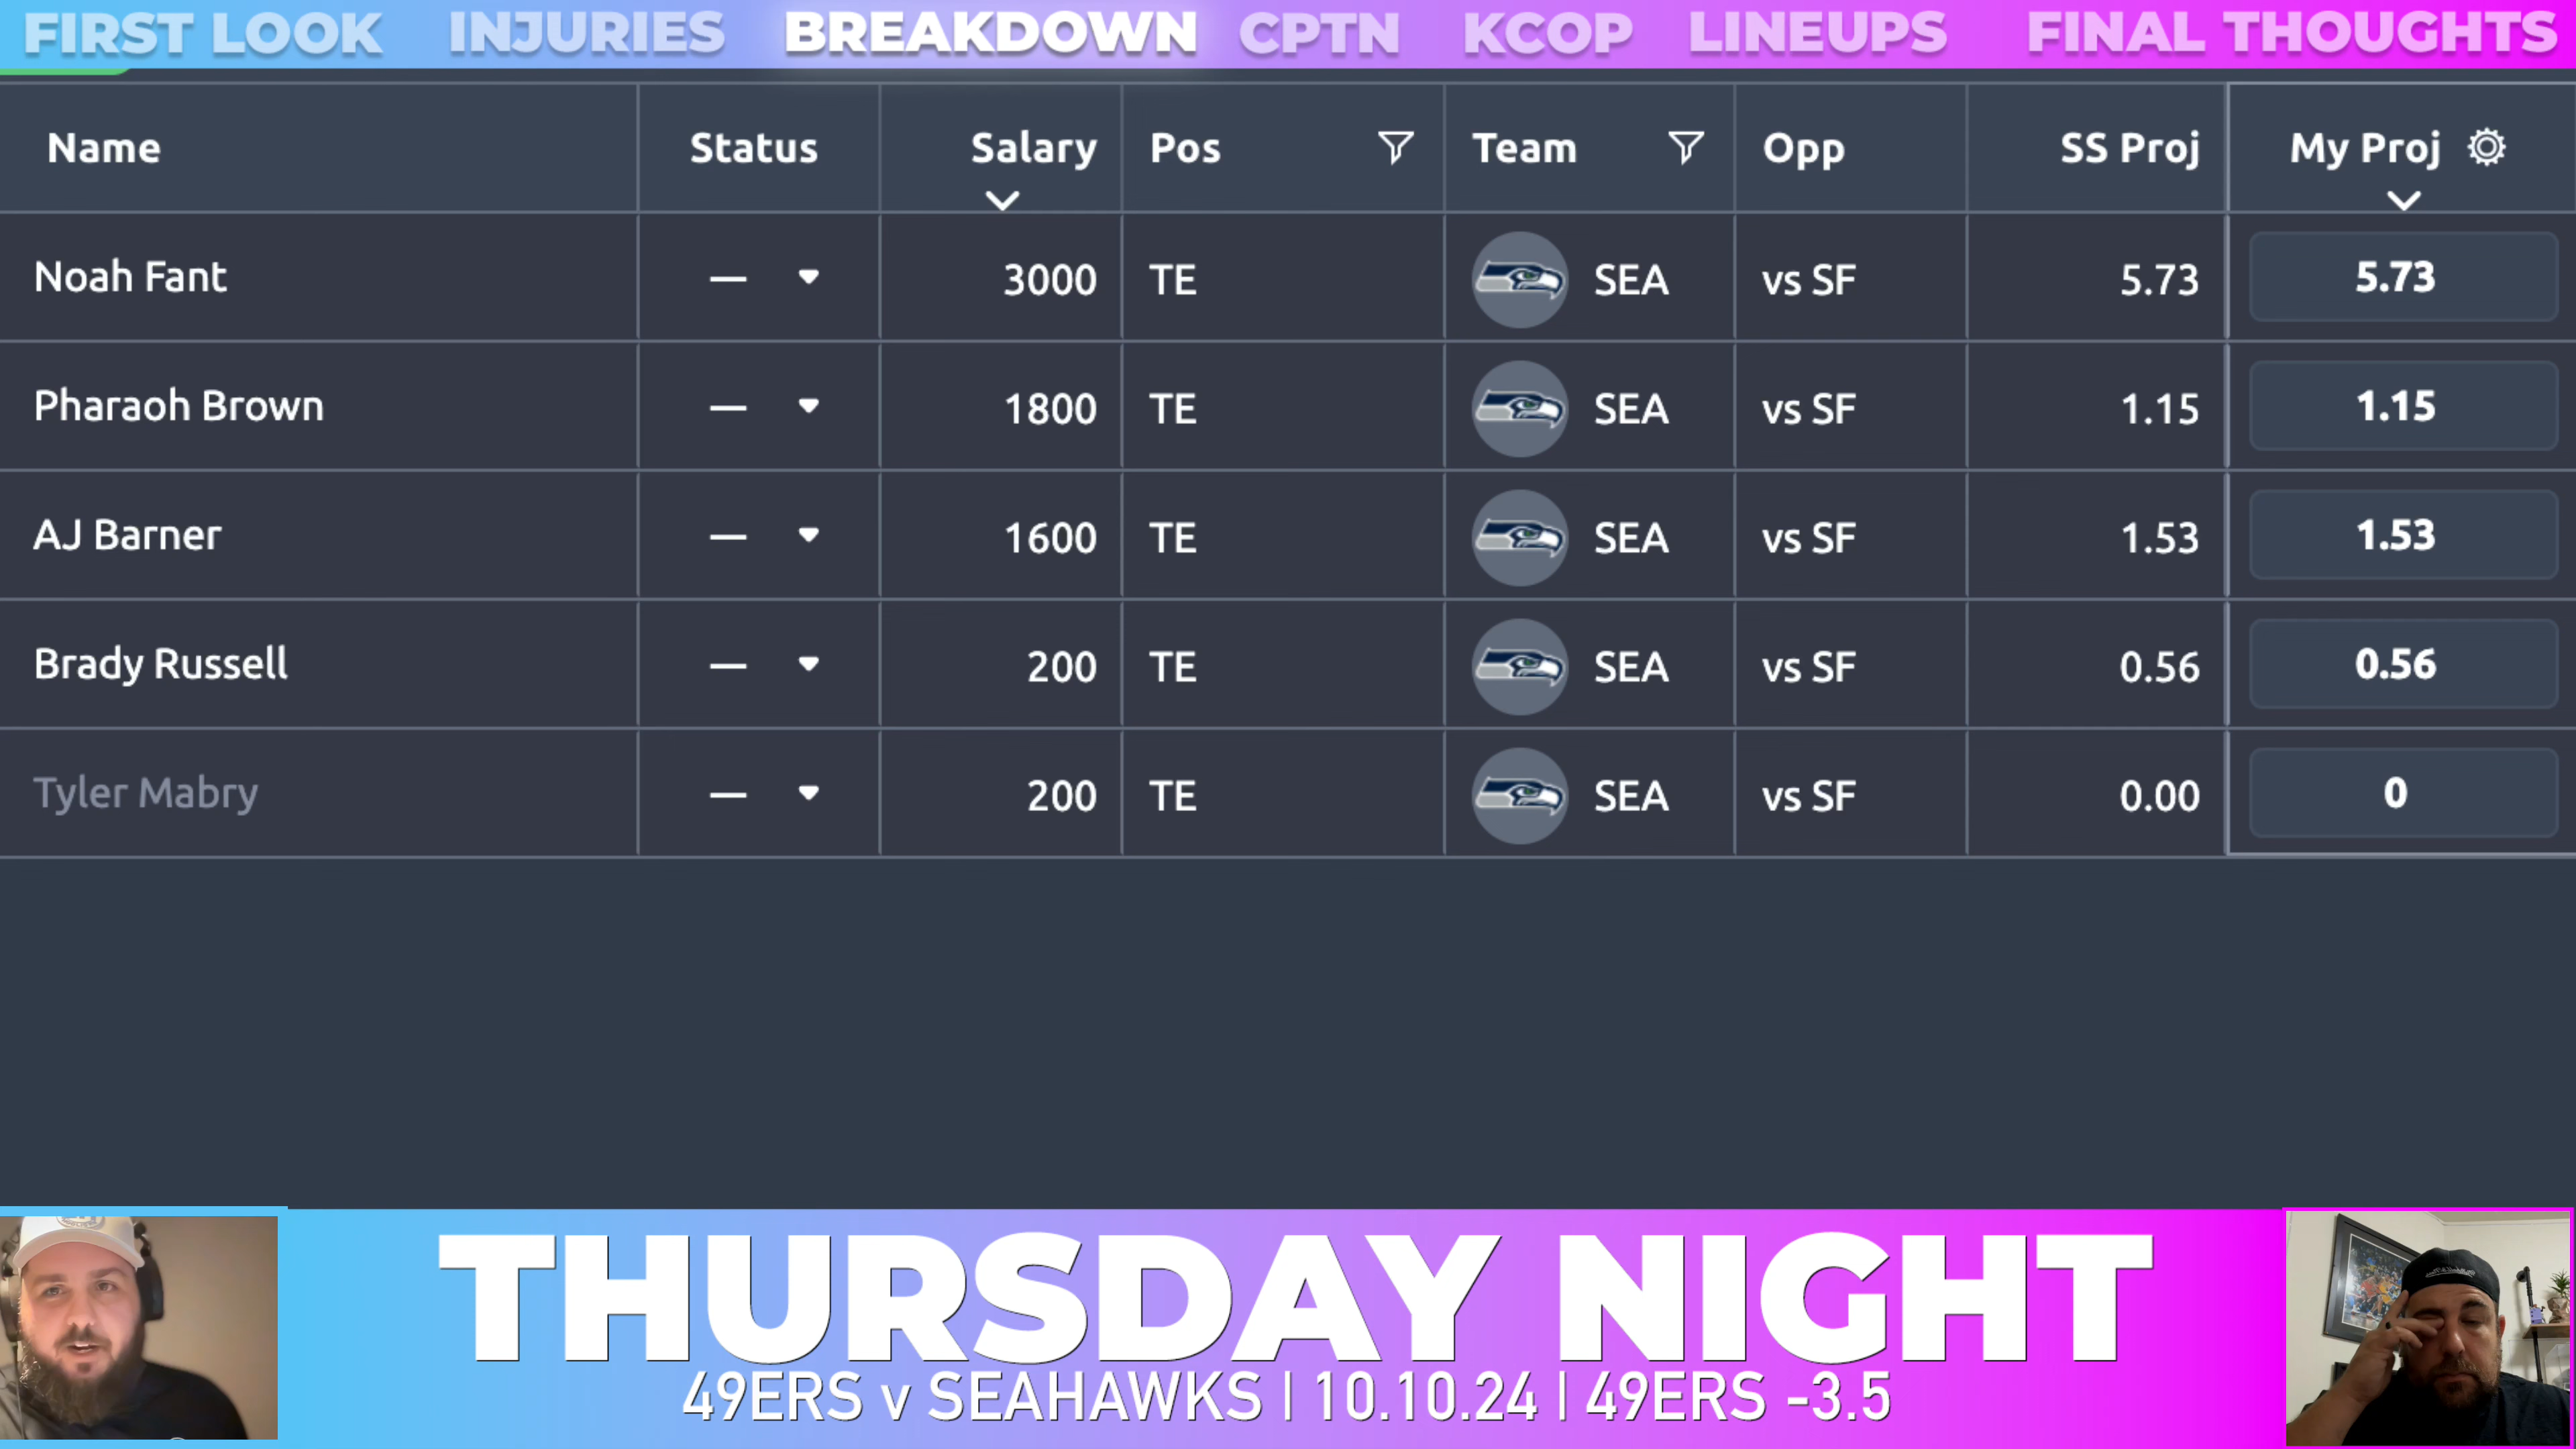 FIRST LOOK INJURIES BREAKDOWN CPTN KCOP LINEUPS FINAL THOUGHTS
Name Status Salary Pos Team Opp SS Proj My Proj
Noah Fant — 3000 TE SEA vs SF 5.73 5.73
Pharaoh Brown — 1800 TE SEA vs SF 1.15 1.15
AJ Barner — 1600 TE SEA vs SF 1.53 1.53
Brady Russell — 200 TE SEA vs SF 0.56 0.56
Tyler Mabry — 200 TE SEA vs SF 0.00 0
THURSDAY NIGHT
49ERS v SEAHAWKS | 10.10.24 | 49ERS -3.5